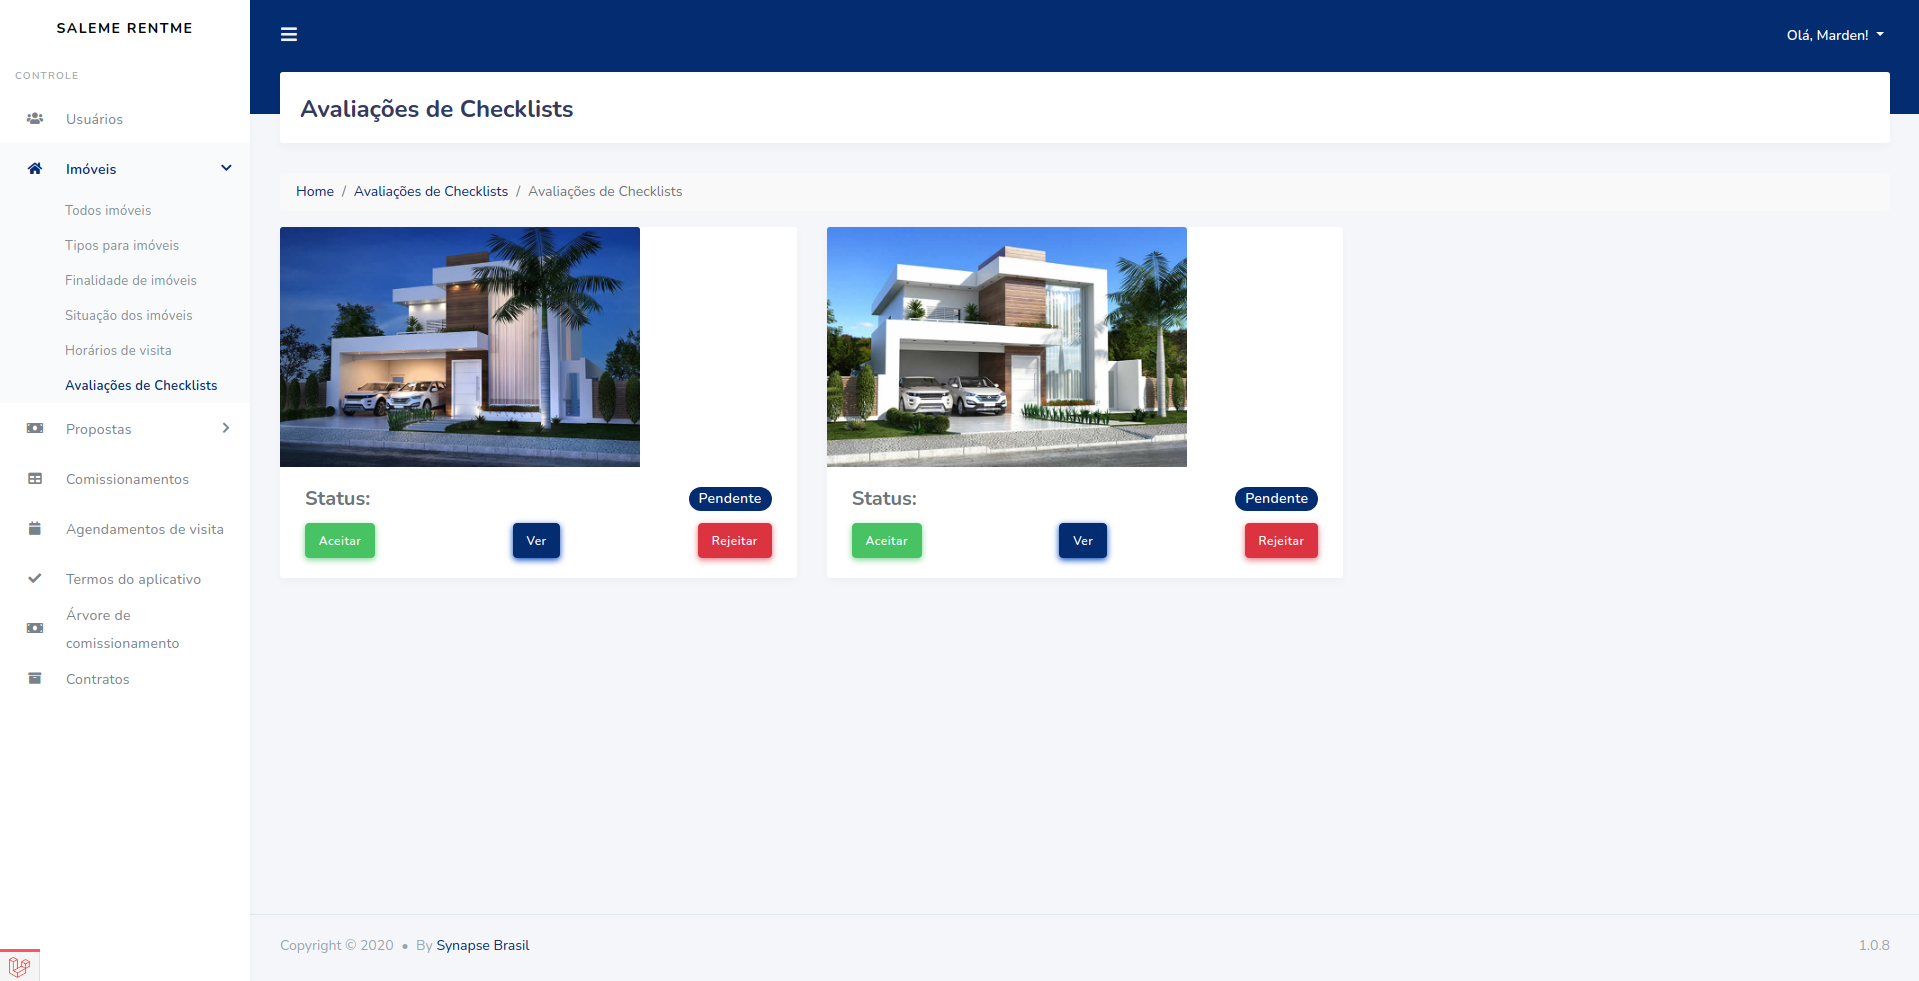 SALEME RENTME
CONTROLE
Usuários
Imóveis
Todos imóveis
Tipos para imóveis
Finalidade de imóveis
Situação dos imóveis
Horários de visita
Avaliações de Checklists
Propostas
Comissionamentos
Agendamentos de visita
Termos do aplicativo
Árvore de
comissionamento
Contratos
Olá, Marden!
Avaliações de Checklists
Home / Avaliações de Checklists / Avaliações de Checklists
Status: Pendente
Aceitar Ver Rejeitar
Status: Pendente
Aceitar Ver Rejeitar
Copyright © 2020 • By Synapse Brasil
1.0.8